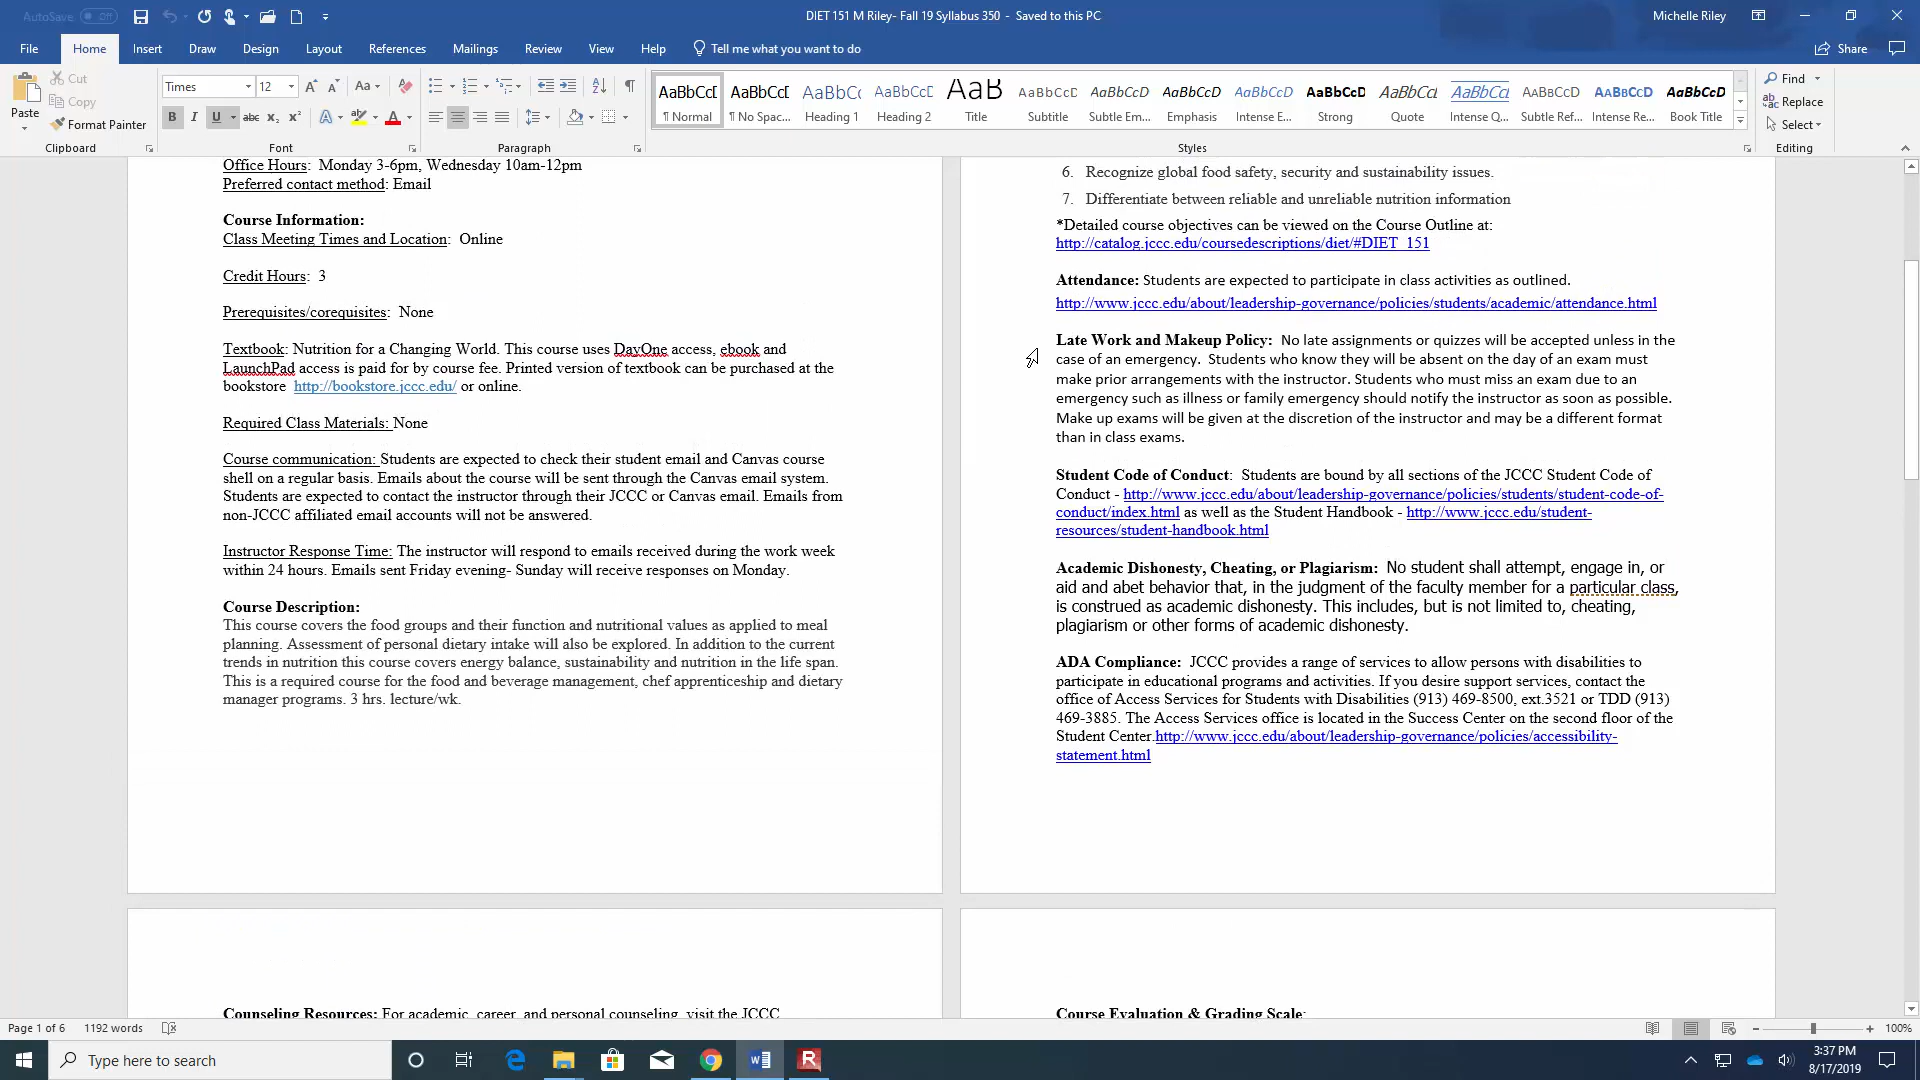 AutoSave Off
DIET 151 M Riley- Fall 19 Syllabus 350 - Saved to this PC
Michelle Riley
File Home Insert Draw Design Layout References Mailings Review View Help Tell me what you want to do
Share
Paste
Cut
Copy
Format Painter
Clipboard
Times 12
Font
Paragraph
AaBbCcD AaBbCcD AaBbCc AaBbCcD AaB AaBbCcD AaBbCcD AaBbCcD AaBbCcD AaBbCcD AaBbCcD AaBbCcD AaBbCcD AaBbCcD AaBbCcD
¶ Normal ¶ No Spac... Heading 1 Heading 2 Title Subtitle Subtle Em... Emphasis Intense E... Strong Quote Intense Q... Subtle Ref... Intense Re... Book Title
Styles
Find
Replace
Select
Editing
Office Hours: Monday 3-6pm, Wednesday 10am-12pm
Preferred contact method: Email
Course Information:
Class Meeting Times and Location: Online
Credit Hours: 3
Prerequisites/corequisites: None
Textbook: Nutrition for a Changing World. This course uses DayOne access, ebook and
LaunchPad access is paid for by course fee. Printed version of textbook can be purchased at the
bookstore http://bookstore.jccc.edu/ or online.
Required Class Materials: None
Course communication: Students are expected to check their student email and Canvas course
shell on a regular basis. Emails about the course will be sent through the Canvas email system.
Students are expected to contact the instructor through their JCCC or Canvas email. Emails from
non-JCCC affiliated email accounts will not be answered.
Instructor Response Time: The instructor will respond to emails received during the work week
within 24 hours. Emails sent Friday evening- Sunday will receive responses on Monday.
Course Description:
This course covers the food groups and their function and nutritional values as applied to meal
planning. Assessment of personal dietary intake will also be explored. In addition to the current
trends in nutrition this course covers energy balance, sustainability and nutrition in the life span.
This is a required course for the food and beverage management, chef apprenticeship and dietary
manager programs. 3 hrs. lecture/wk.
6. Recognize global food safety, security and sustainability issues.
7. Differentiate between reliable and unreliable nutrition information
*Detailed course objectives can be viewed on the Course Outline at:
http://catalog.jccc.edu/coursedescriptions/diet/#DIET_151
Attendance: Students are expected to participate in class activities as outlined.
http://www.jccc.edu/about/leadership-governance/policies/students/academic/attendance.html
Late Work and Makeup Policy: No late assignments or quizzes will be accepted unless in the
case of an emergency. Students who know they will be absent on the day of an exam must
make prior arrangements with the instructor. Students who must miss an exam due to an
emergency such as illness or family emergency should notify the instructor as soon as possible.
Make up exams will be given at the discretion of the instructor and may be a different format
than in class exams.
Student Code of Conduct: Students are bound by all sections of the JCCC Student Code of
Conduct - http://www.jccc.edu/about/leadership-governance/policies/students/student-code-of-
conduct/index.html as well as the Student Handbook - http://www.jccc.edu/student-
resources/student-handbook.html
Academic Dishonesty, Cheating, or Plagiarism: No student shall attempt, engage in, or
aid and abet behavior that, in the judgment of the faculty member for a particular class,
is construed as academic dishonesty. This includes, but is not limited to, cheating,
plagiarism or other forms of academic dishonesty.
ADA Compliance: JCCC provides a range of services to allow persons with disabilities to
participate in educational programs and activities. If you desire support services, contact the
office of Access Services for Students with Disabilities (913) 469-8500, ext.3521 or TDD (913)
469-3885. The Access Services office is located in the Success Center on the second floor of the
Student Center.http://www.jccc.edu/about/leadership-governance/policies/accessibility-
statement.html
Counseling Resources: For academic, career, and personal counseling, visit the JCCC
Course Evaluation & Grading Scale:
Page 1 of 6 1192 words
100%
Type here to search
3:37 PM
8/17/2019